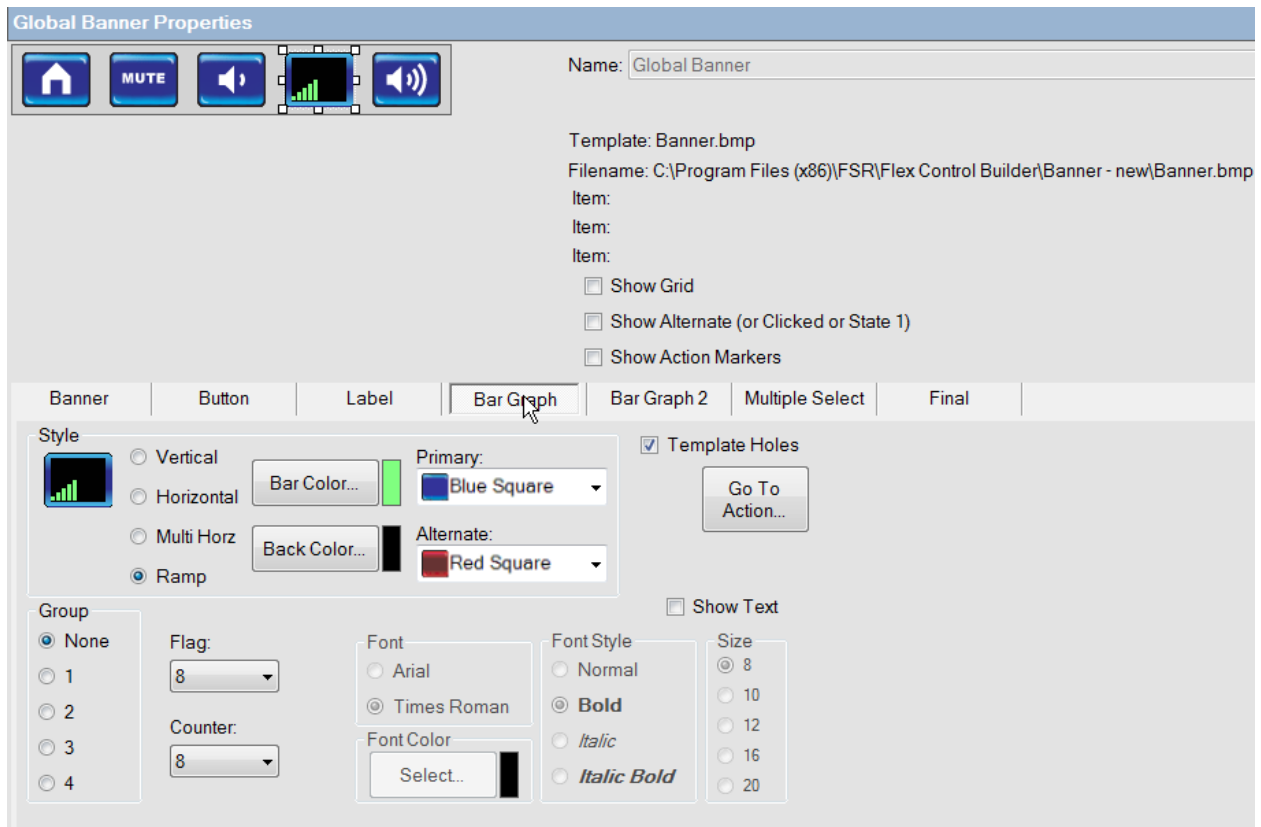 Global Banner Properties
MUTE
Name: Global Banner
Template: Banner.bmp
Filename: C:\Program Files (x86)\FSR\Flex Control Builder\Banner - new\Banner.bmp
Item:
Item:
Item:
Show Grid
Show Alternate (or Clicked or State 1)
Show Action Markers
Banner Button Label Bar Graph Bar Graph 2 Multiple Select Final
Style
Vertical
Horizontal
Multi Horz
Ramp
Bar Color...
Back Color...
Primary:
Blue Square
Alternate:
Red Square
Template Holes
Go To
Action...
Show Text
Group
None
1
2
3
4
Flag:
8
Counter:
8
Font
Arial
Times Roman
Font Color
Select...
Font Style
Normal
Bold
Italic
Italic Bold
Size
8
10
12
16
20